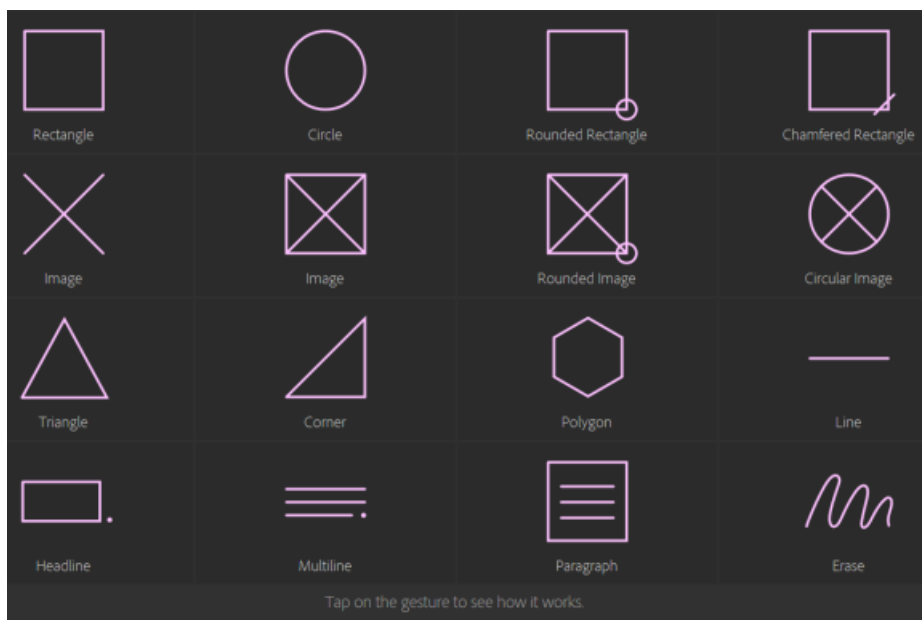 Rectangle
Circle
Rounded Rectangle
Chamfered Rectangle
Image
Image
Rounded Image
Circular Image
Triangle
Corner
Polygon
Line
Headline
Multiline
Paragraph
Erase
Tap on the gesture to see how it works.